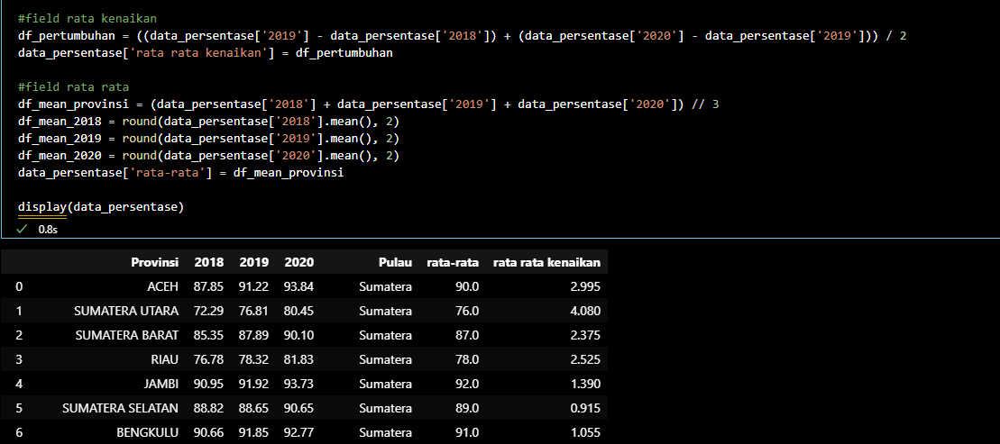 #field rata kenaikan
df_pertumbuhan = ((data_persentase['2019'] - data_persentase['2018']) + (data_persentase['2020'] - data_persentase['2019'])) / 2
data_persentase['rata rata kenaikan'] = df_pertumbuhan
#field rata rata
df_mean_provinsi = (data_persentase['2018'] + data_persentase['2019'] + data_persentase['2020']) // 3
df_mean_2018 = round(data_persentase['2018'].mean(), 2)
df_mean_2019 = round(data_persentase['2019'].mean(), 2)
df_mean_2020 = round(data_persentase['2020'].mean(), 2)
data_persentase['rata-rata'] = df_mean_provinsi
display(data_persentase)
0.8s
Provinsi 2018 2019 2020 Pulau rata-rata rata rata kenaikan
0 ACEH 87.85 91.22 93.84 Sumatera 90.0 2.995
1 SUMATERA UTARA 72.29 76.81 80.45 Sumatera 76.0 4.080
2 SUMATERA BARAT 85.35 87.89 90.10 Sumatera 87.0 2.375
3 RIAU 76.78 78.32 81.83 Sumatera 78.0 2.525
4 JAMBI 90.95 91.92 93.73 Sumatera 92.0 1.390
5 SUMATERA SELATAN 88.82 88.65 90.65 Sumatera 89.0 0.915
6 BENGKULU 90.66 91.85 92.77 Sumatera 91.0 1.055